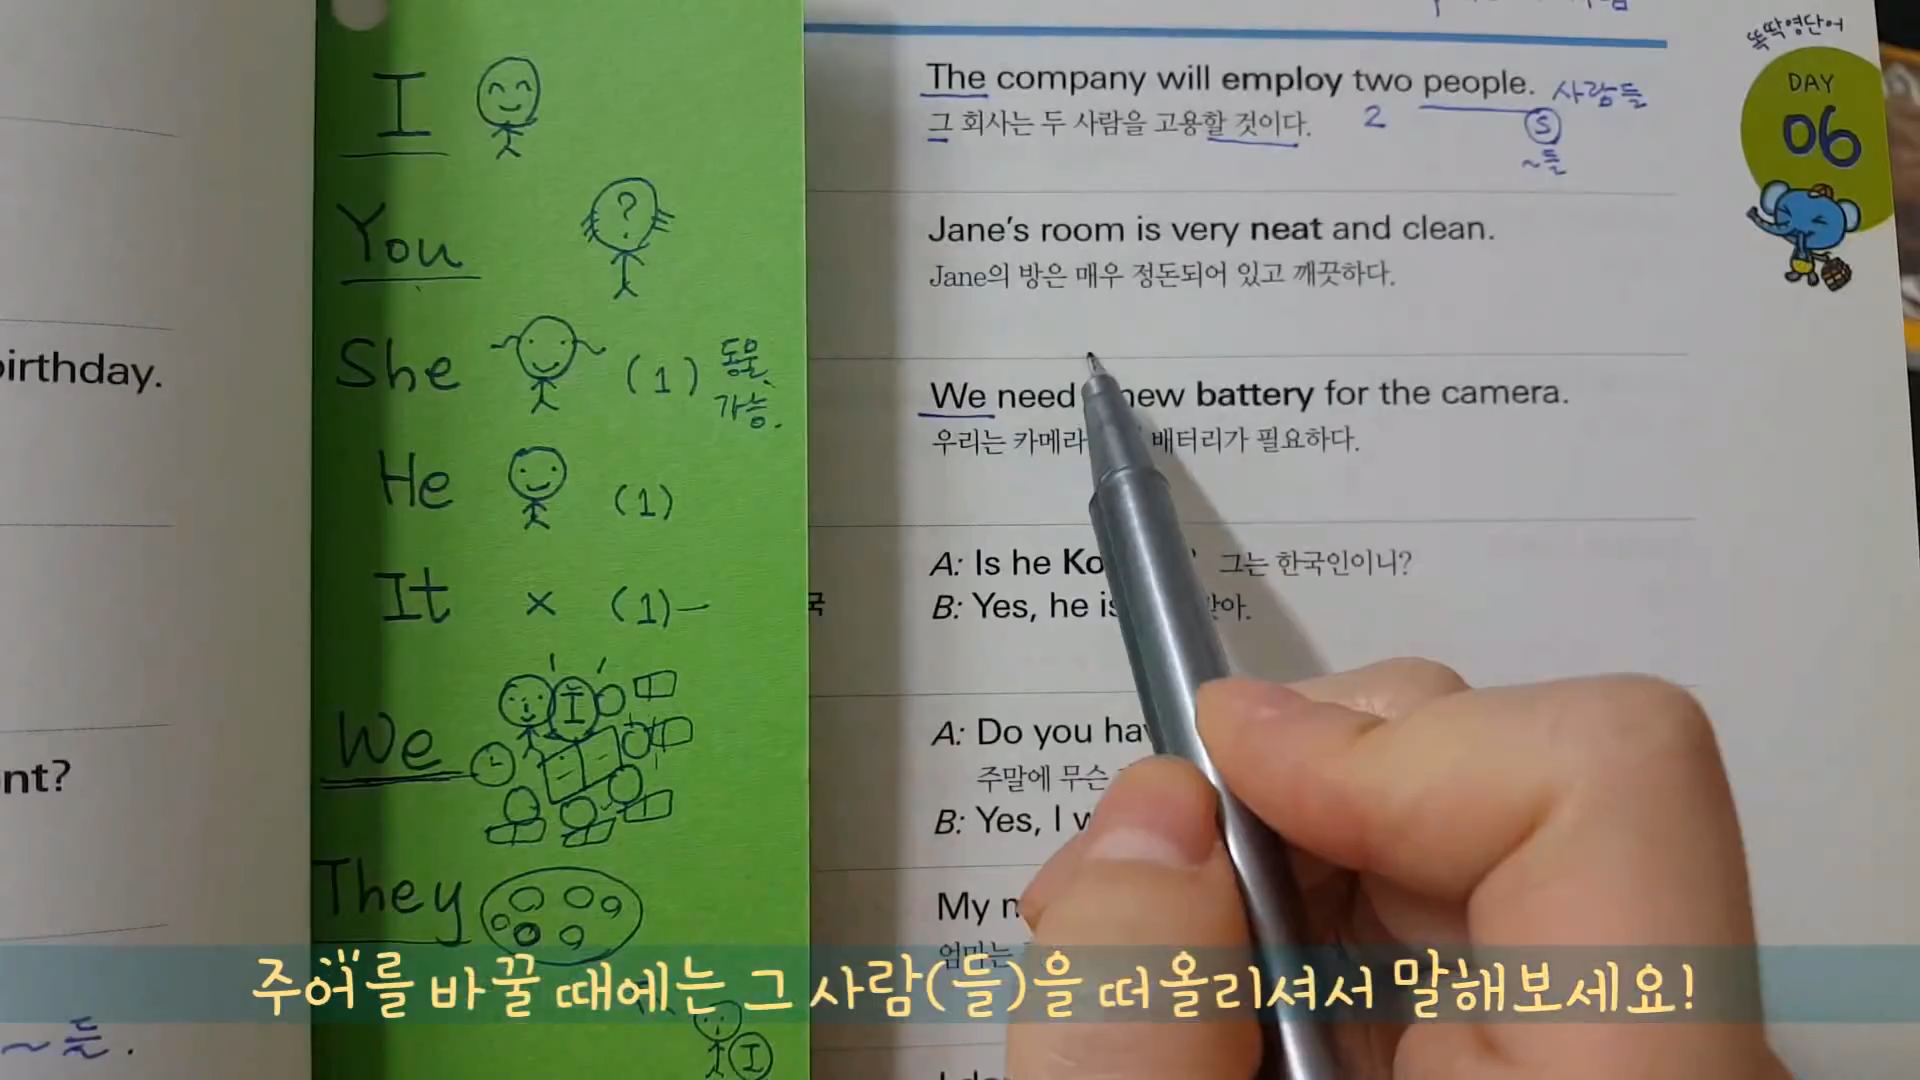 birthday.
nt?
~들.
I
You
?
She (1) 동물 가능.
He (1)
It × (1)—
We
I
They
I
The company will employ two people. 사람들
그 회사는 두 사람을 고용할 것이다. 2 S
~들
Jane's room is very neat and clean.
Jane의 방은 매우 정돈되어 있고 깨끗하다.
We need new battery for the camera.
우리는 카메라 배터리가 필요하다.
A: Is he 그는 한국인이니?
국
B: Yes, he is
A: Do you
주말에 무슨
B: Yes, I
My
엄마는
똑딱영단어
DAY
06
주어를 바꿀 때에는 그 사람(들)을 떠올리셔서 말해보세요!